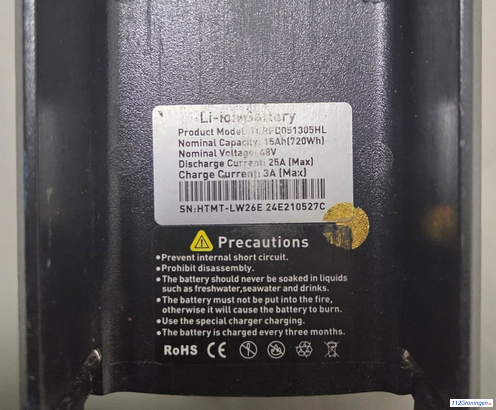 Li-ion Battery
Product Model: TURFD051305HL
Nominal Capacity: 15Ah(720Wh)
Nominal Voltage: 48V
Discharge Current: 25A (Max)
Charge Current: 3A (Max)
SN:HTMT-LW26E 24E210527C
Precautions
•Prevent internal short circuit.
•Prohibit disassembly.
•The battery should never be soaked in liquids
such as freshwater,seawater and drinks.
•The battery must not be put into the fire,
otherwise it will cause the battery to burn.
•Use the special charger charging.
•The battery is charged every three months.
RoHS CE
112Groningen.nl